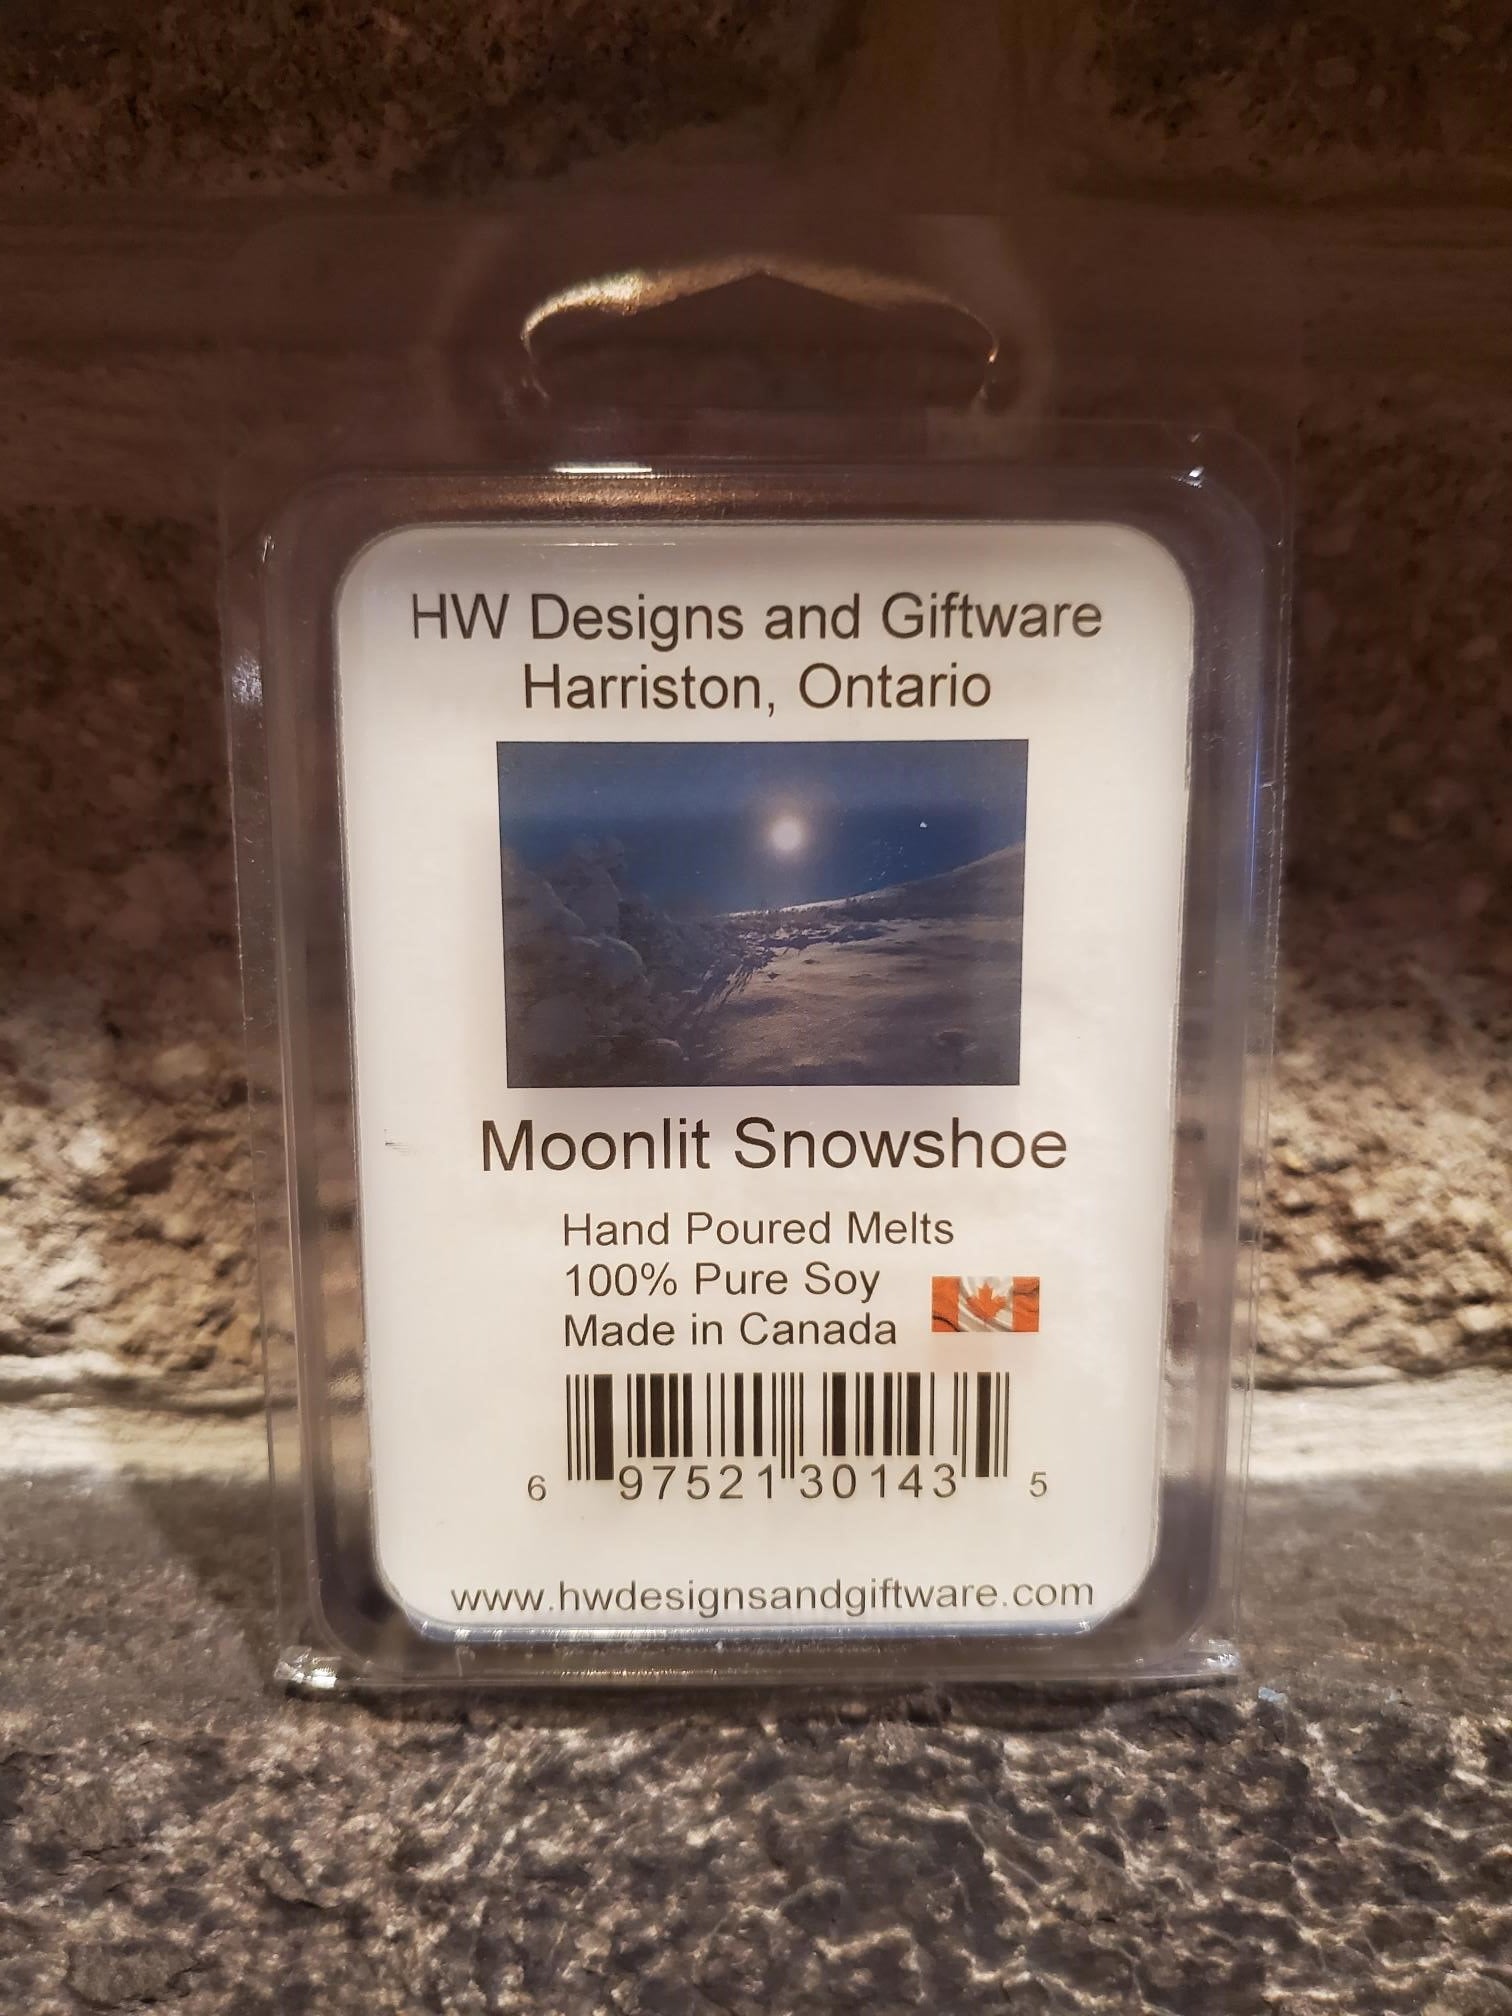 HW Designs and Giftware
Harriston, Ontario
Moonlit Snowshoe
Hand Poured Melts
100% Pure Soy
Made in Canada
6 97521 30143 5
www.hwdesignsandgiftware.com